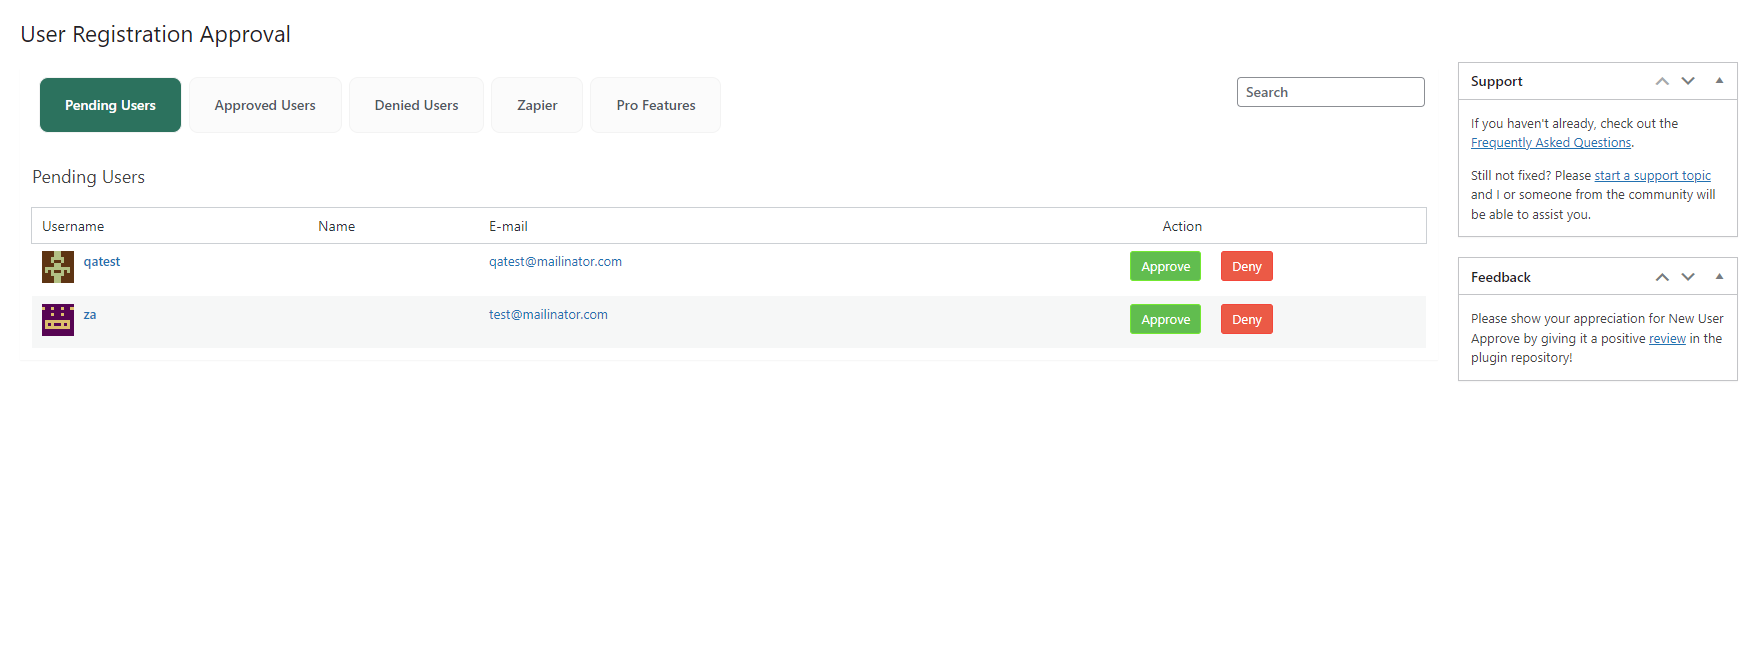 User Registration Approval
Pending Users
Approved Users
Denied Users
Zapier
Pro Features
Search
Pending Users
Username Name E-mail Action
qatest qatest@mailinator.com Approve Deny
za test@mailinator.com Approve Deny
Support
If you haven't already, check out the
Frequently Asked Questions.
Still not fixed? Please start a support topic
and I or someone from the community will
be able to assist you.
Feedback
Please show your appreciation for New User
Approve by giving it a positive review in the
plugin repository!